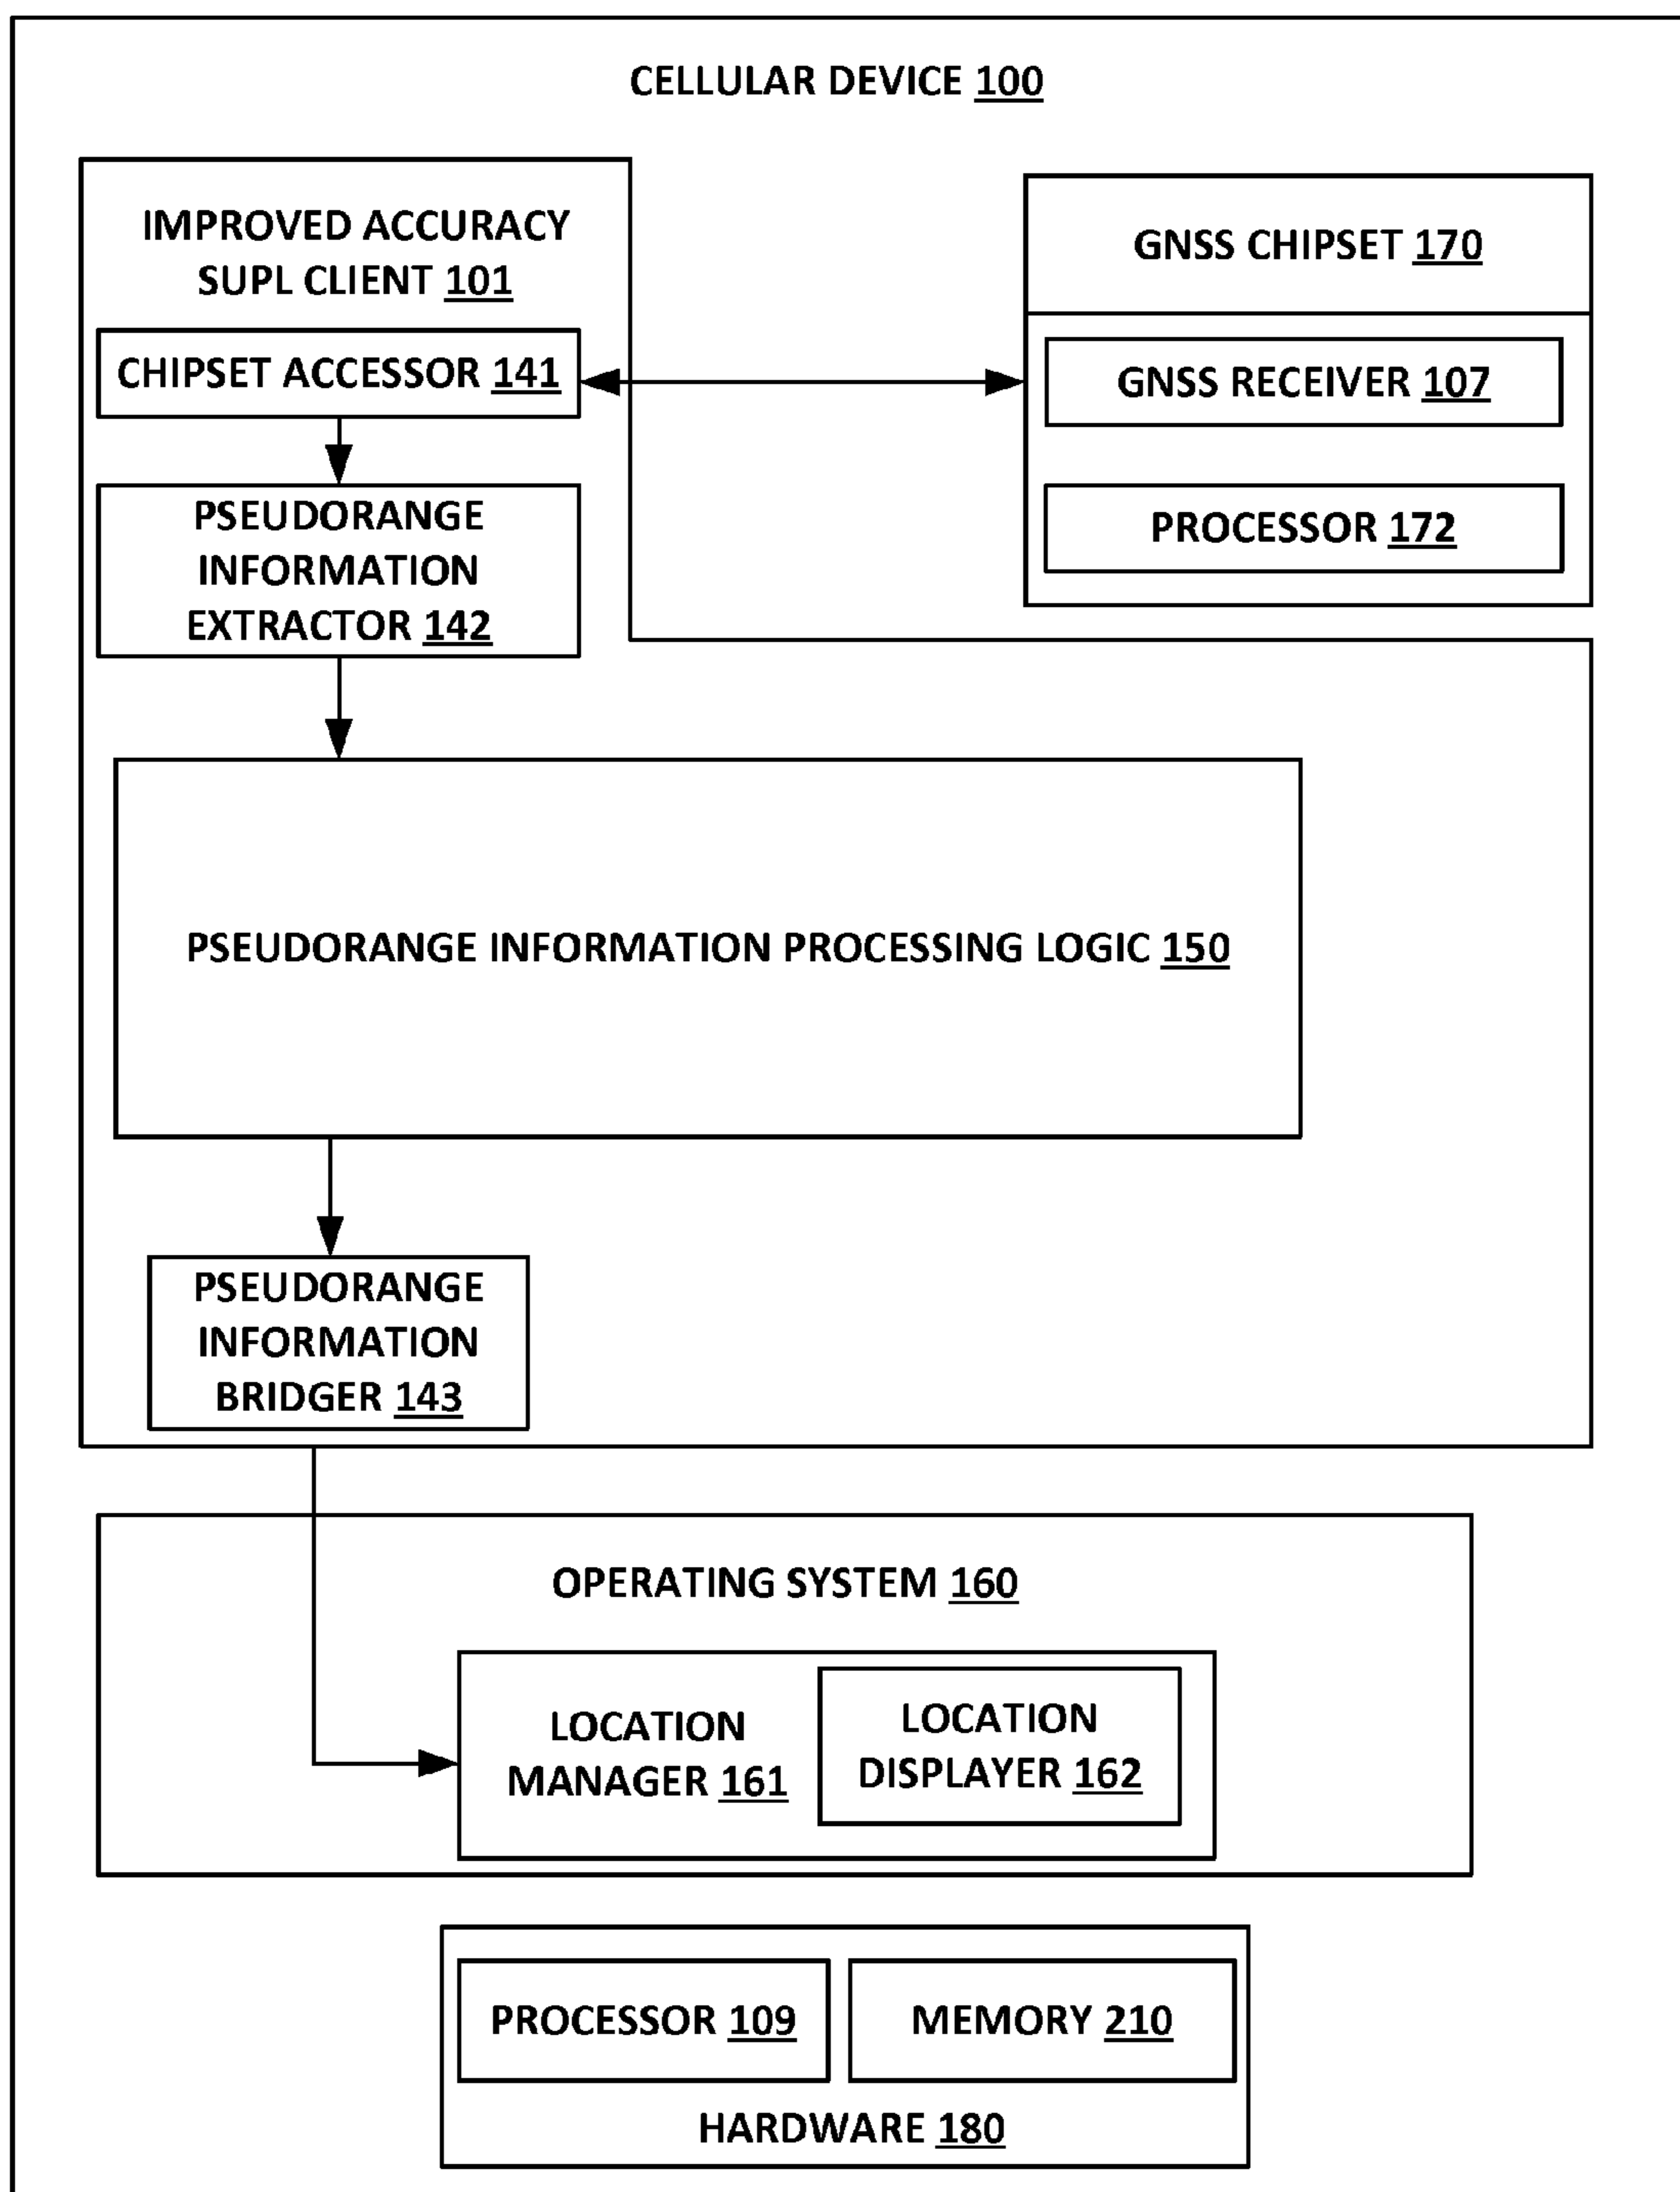 CELLULAR DEVICE 100
IMPROVED ACCURACY
SUPL CLIENT 101
CHIPSET ACCESSOR 141
PSEUDORANGE
INFORMATION
EXTRACTOR 142
GNSS CHIPSET 170
GNSS RECEIVER 107
PROCESSOR 172
PSEUDORANGE INFORMATION PROCESSING LOGIC 150
PSEUDORANGE
INFORMATION
BRIDGER 143
OPERATING SYSTEM 160
LOCATION
MANAGER 161
LOCATION
DISPLAYER 162
PROCESSOR 109
MEMORY 210
HARDWARE 180